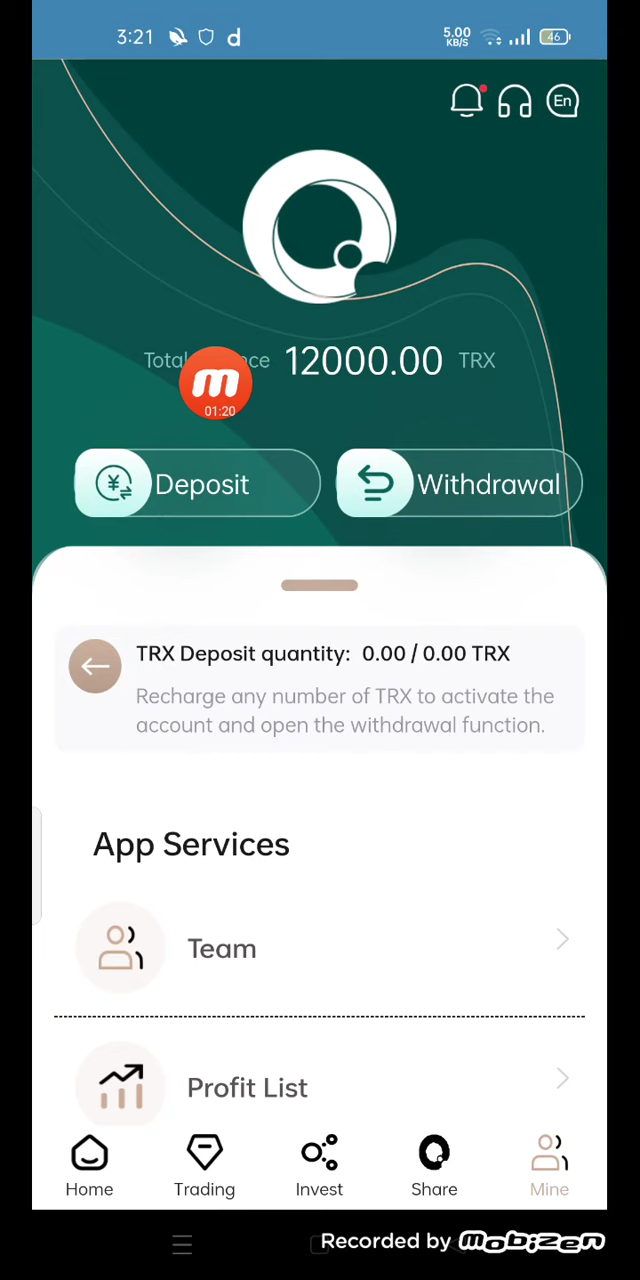 3:21 d 5.00 KB/S 46
En
Total nce 12000.00 TRX
m
01:20
Deposit Withdrawal
TRX Deposit quantity: 0.00 / 0.00 TRX
Recharge any number of TRX to activate the
account and open the withdrawal function.
App Services
Team
Profit List
Home Trading Invest Share Mine
Recorded by mobizen